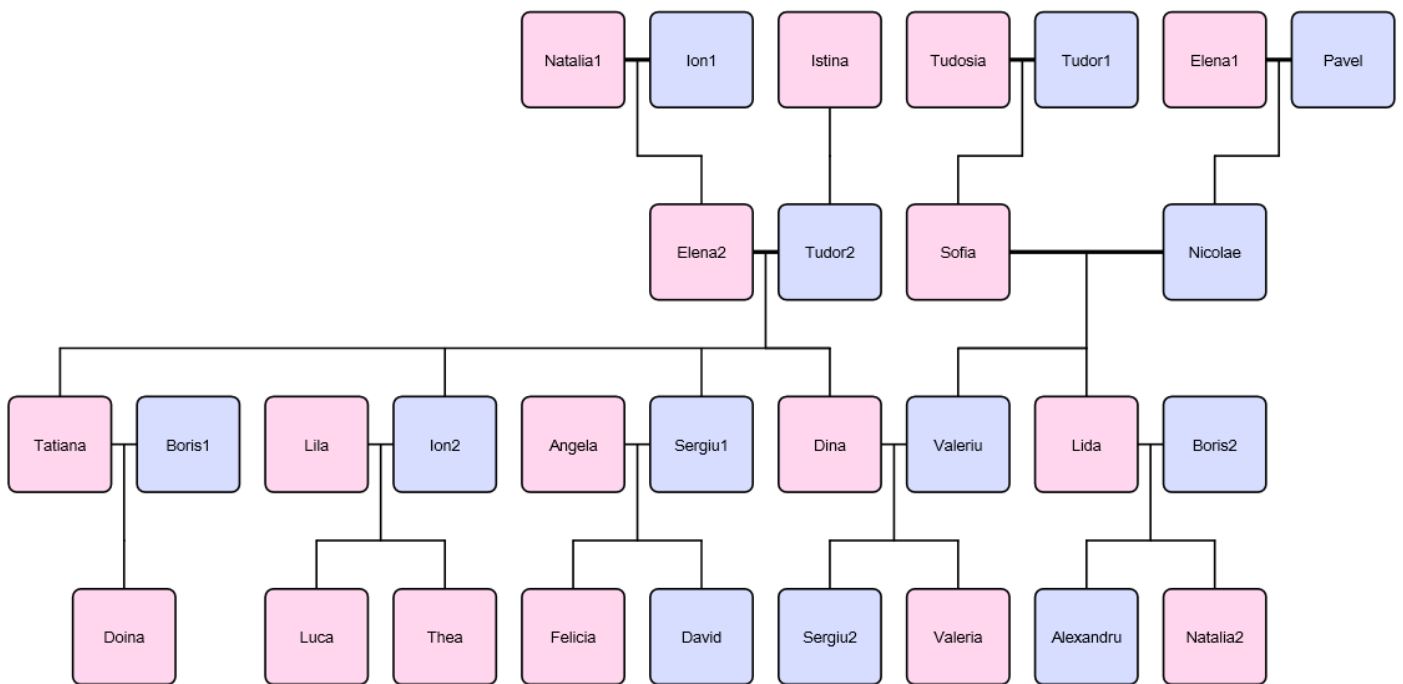 Natalia1
Ion1
Istina
Tudosia
Tudor1
Elena1
Pavel
Elena2
Tudor2
Sofia
Nicolae
Tatiana
Boris1
Lila
Ion2
Angela
Sergiu1
Dina
Valeriu
Lida
Boris2
Doina
Luca
Thea
Felicia
David
Sergiu2
Valeria
Alexandru
Natalia2